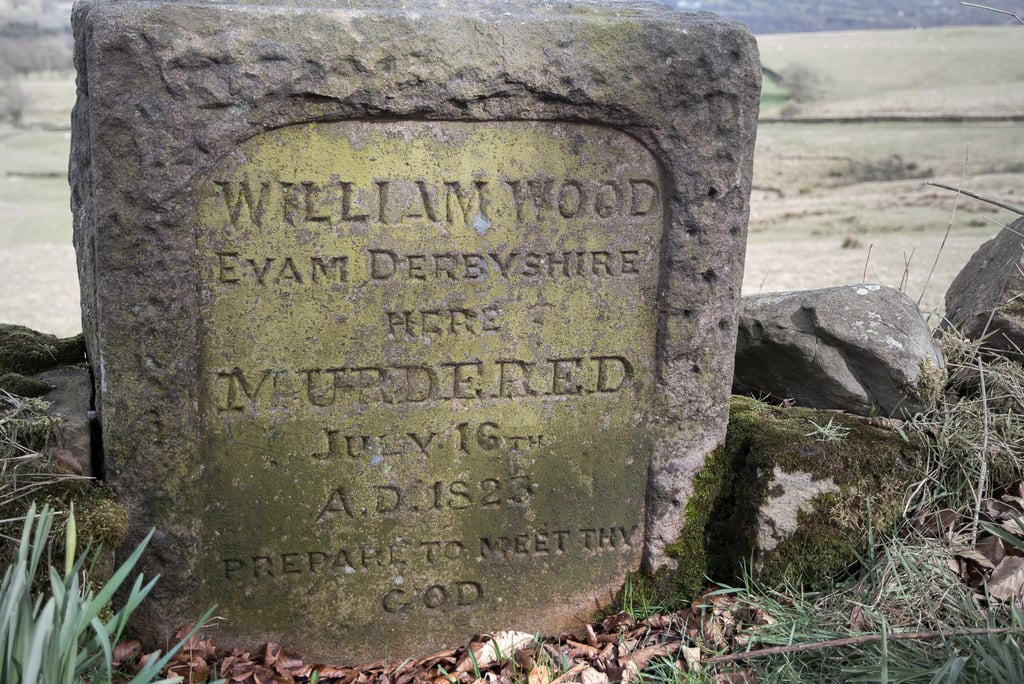 WILLIAM WOOD
EYAM DERBYSHIRE
HERE
MURDERED
JULY 16TH
A.D. 1823
PREPARE TO MEET THY
GOD